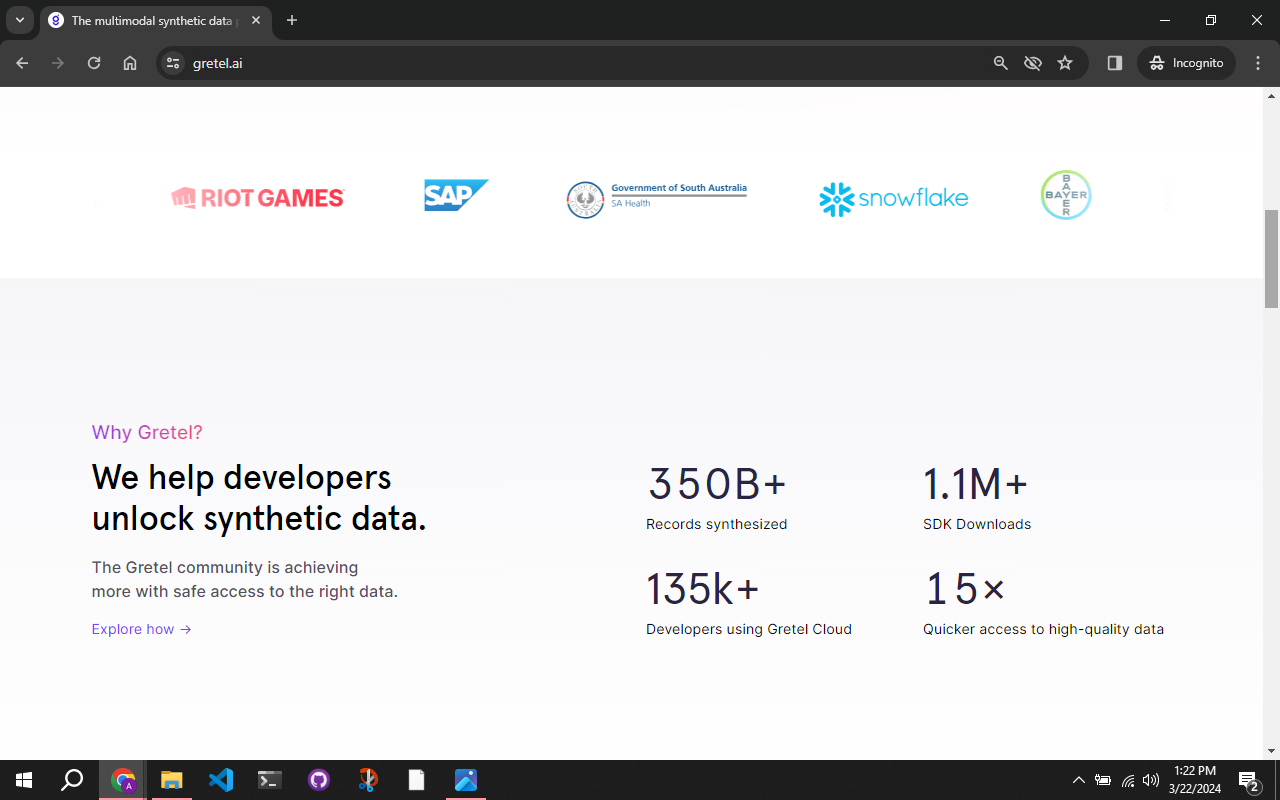 The multimodal synthetic data
gretel.ai
Incognito
RIOT GAMES
SAP
Government of South Australia
SA Health
snowflake
BAYER
BAYER
Why Gretel?
We help developers
unlock synthetic data.
The Gretel community is achieving
more with safe access to the right data.
Explore how →
350B+
Records synthesized
1.1M+
SDK Downloads
135k+
Developers using Gretel Cloud
15×
Quicker access to high-quality data
A
1:22 PM
3/22/2024
2